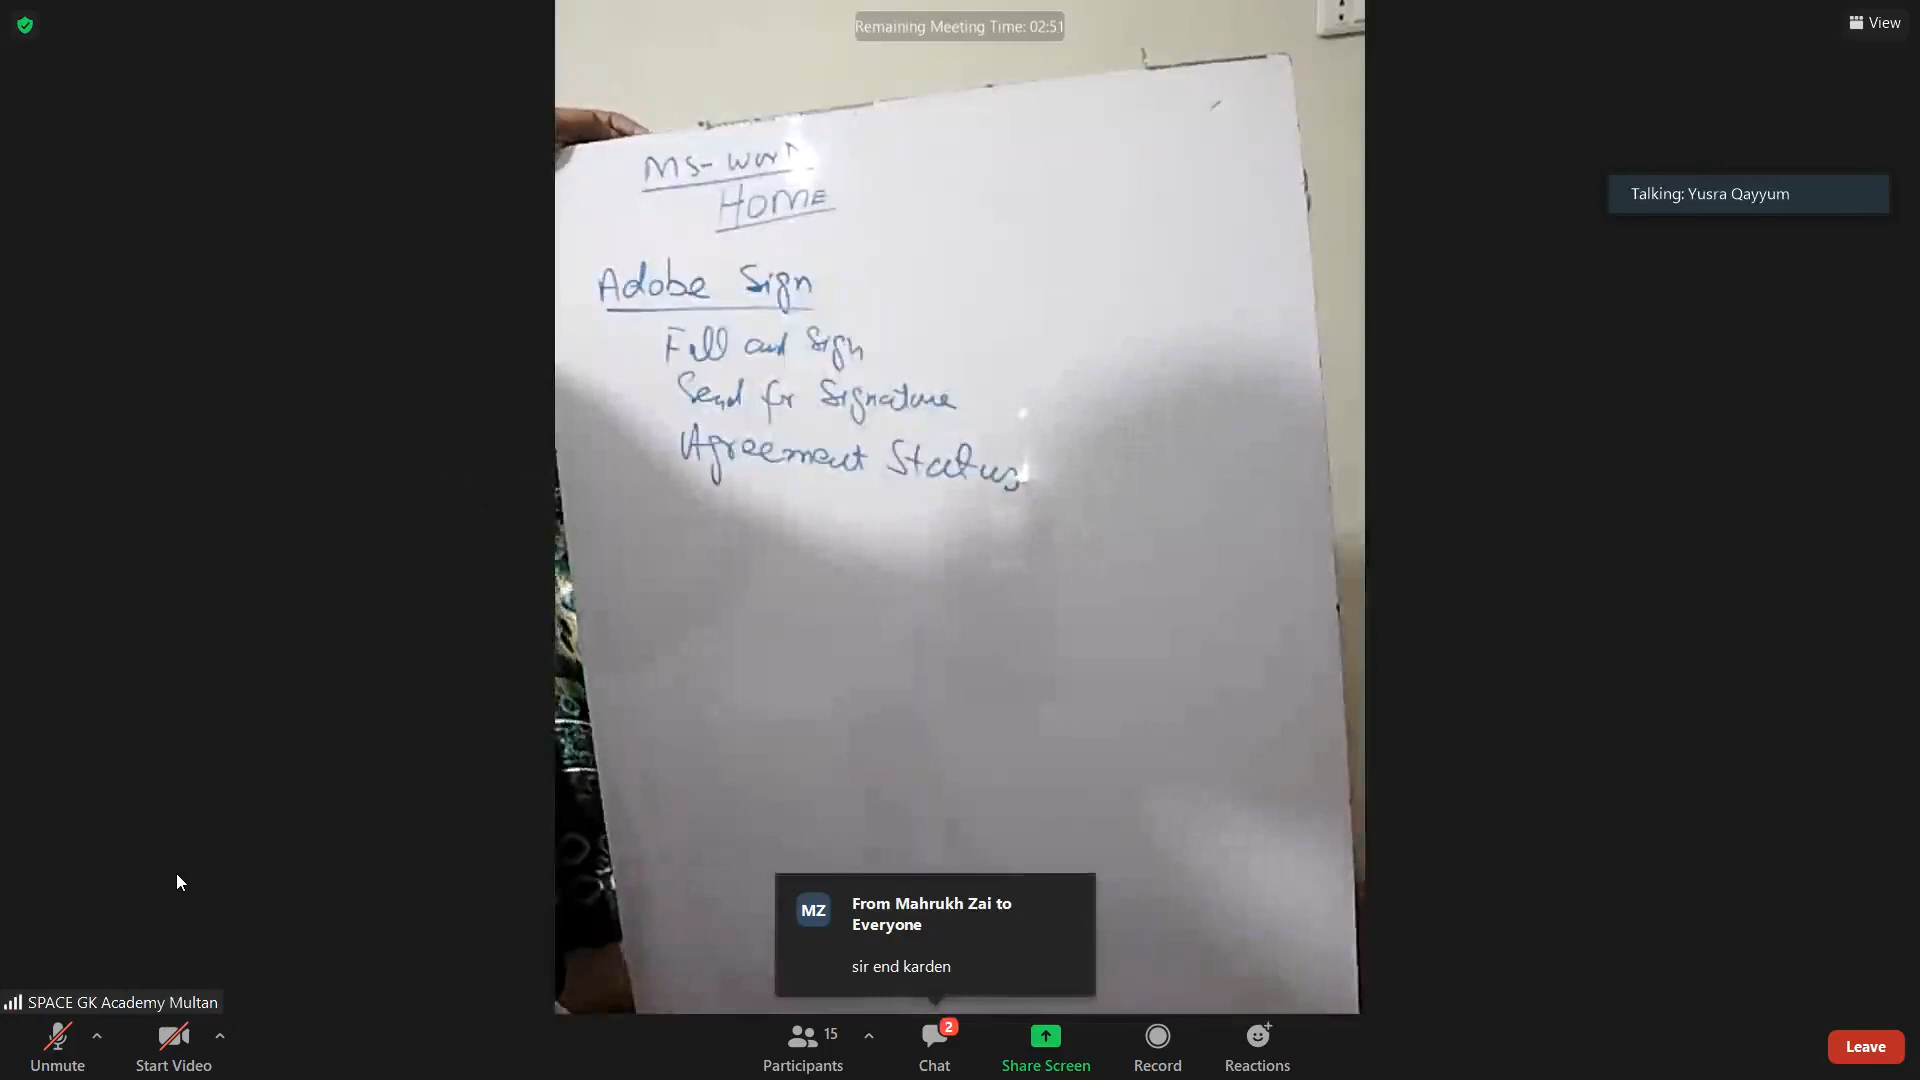 Remaining Meeting Time: 02:51
View
Talking: Yusra Qayyum
MS-
HOME
Adobe Sign
Fill and Sign
Send for Signature
Agreement Status
MZ
From Mahrukh Zai to
Everyone
sir end karden
SPACE GK Academy Multan
Unmute
Start Video
15
Participants
2
Chat
Share Screen
Record
Reactions
Leave